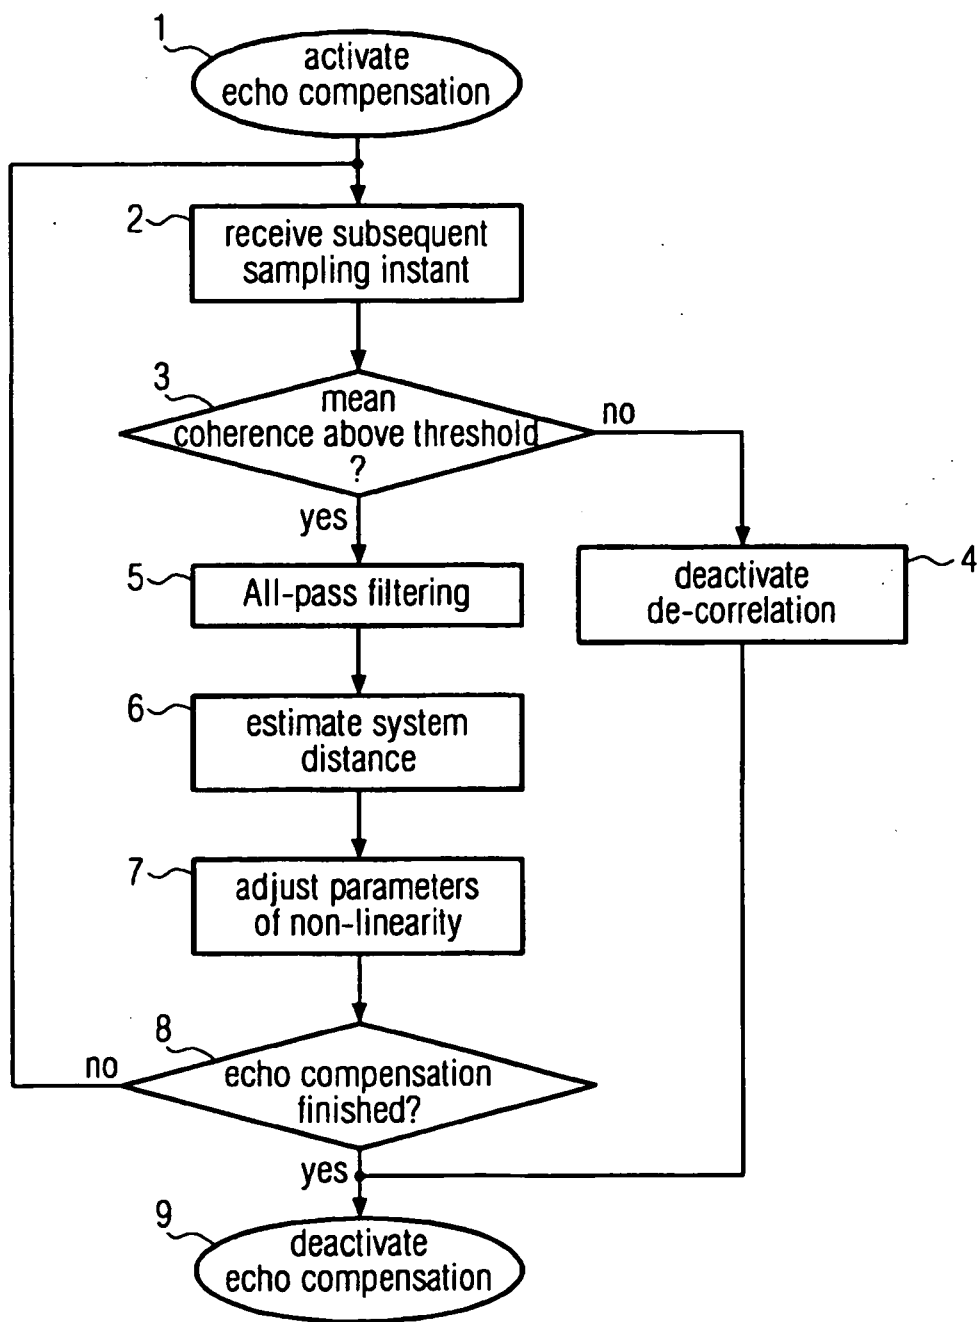 1
activate
echo compensation
2
receive subsequent
sampling instant
3
mean
coherence above threshold
?
no
yes
4
deactivate
de-correlation
5
All-pass filtering
6
estimate system
distance
7
adjust parameters
of non-linearity
8
no
echo compensation
finished?
yes
9
deactivate
echo compensation